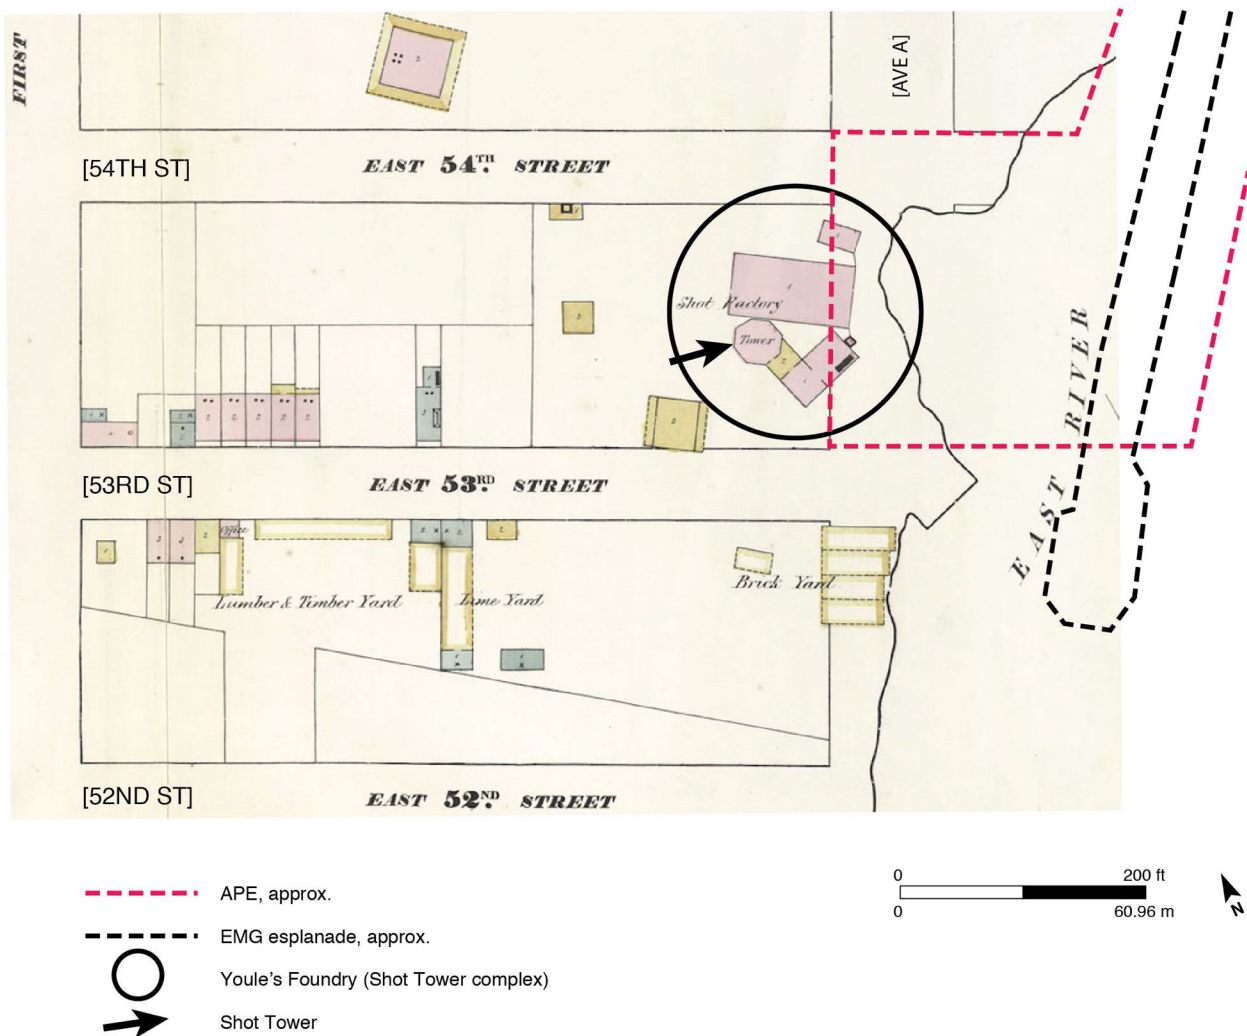 FIRST
[AVE A]
[54TH ST]
EAST 54TH. STREET
Shot Factory
Tower
EAST RIVER
[53RD ST]
EAST 53RD. STREET
Office
Lumber & Timber Yard
Lime Yard
Brick Yard
[52ND ST]
EAST 52ND. STREET
APE, approx.
EMG esplanade, approx.
Youle's Foundry (Shot Tower complex)
Shot Tower
0 200 ft
0 60.96 m
N